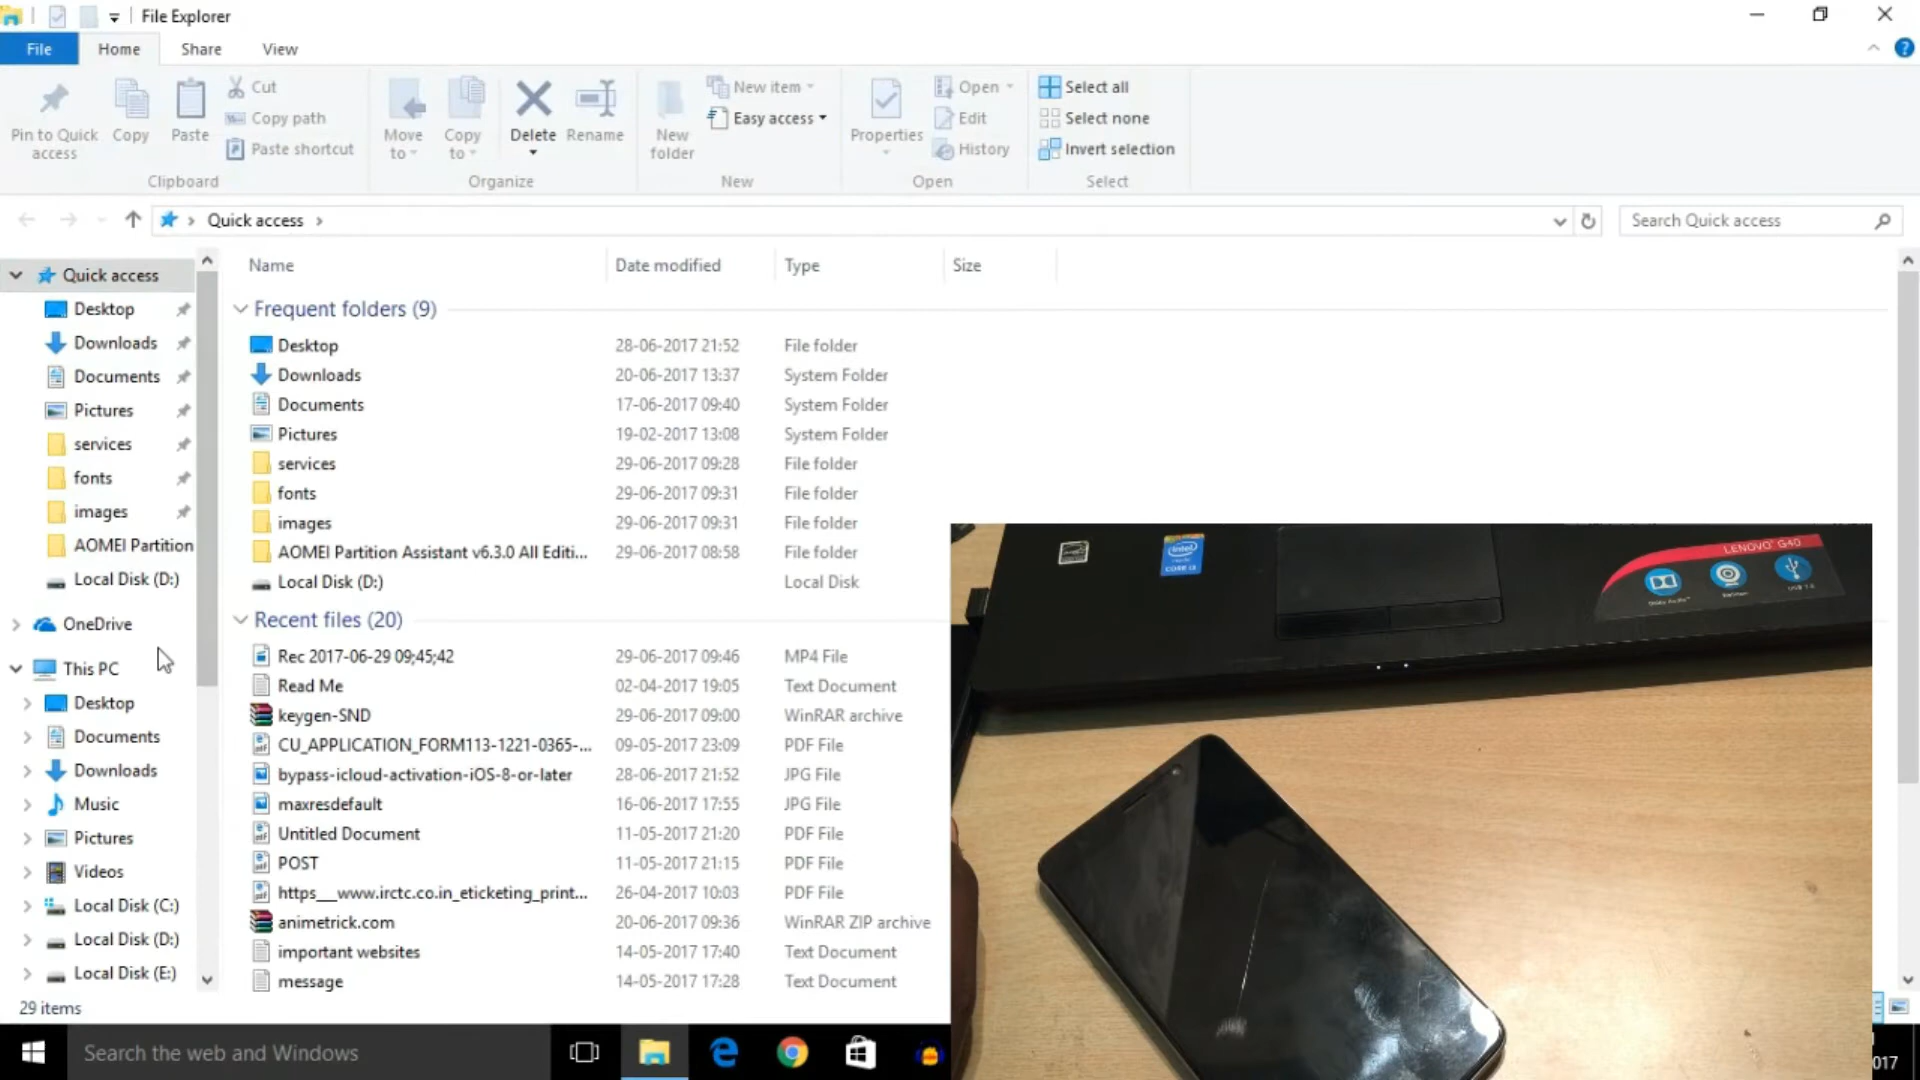 File Explorer
File Home Share View
Pin to Quick access
Copy
Paste
Cut
Copy path
Paste shortcut
Clipboard
Move to
Copy to
Delete
Rename
Organize
New folder
New item
Easy access
New
Properties
Open
Edit
History
Open
Select all
Select none
Invert selection
Select
Quick access
Search Quick access
Quick access
Desktop
Downloads
Documents
Pictures
services
fonts
images
AOMEI Partition
Local Disk (D:)
OneDrive
This PC
Desktop
Documents
Downloads
Music
Pictures
Videos
Local Disk (C:)
Local Disk (D:)
Local Disk (E:)
Name Date modified Type Size
Frequent folders (9)
Desktop 28-06-2017 21:52 File folder
Downloads 20-06-2017 13:37 System Folder
Documents 17-06-2017 09:40 System Folder
Pictures 19-02-2017 13:08 System Folder
services 29-06-2017 09:28 File folder
fonts 29-06-2017 09:31 File folder
images 29-06-2017 09:31 File folder
AOMEI Partition Assistant v6.3.0 All Editi... 29-06-2017 08:58 File folder
Local Disk (D:) Local Disk
Recent files (20)
Rec 2017-06-29 09;45;42 29-06-2017 09:46 MP4 File
Read Me 02-04-2017 19:05 Text Document
keygen-SND 29-06-2017 09:00 WinRAR archive
CU_APPLICATION_FORM113-1221-0365-... 09-05-2017 23:09 PDF File
bypass-icloud-activation-iOS-8-or-later 28-06-2017 21:52 JPG File
maxresdefault 16-06-2017 17:55 JPG File
Untitled Document 11-05-2017 21:20 PDF File
POST 11-05-2017 21:15 PDF File
https__www.irctc.co.in_eticketing_print... 26-04-2017 10:03 PDF File
animetrick.com 20-06-2017 09:36 WinRAR ZIP archive
important websites 14-05-2017 17:40 Text Document
message 14-05-2017 17:28 Text Document
29 items
Search the web and Windows
017
intel
CORE i3
LENOVO G40